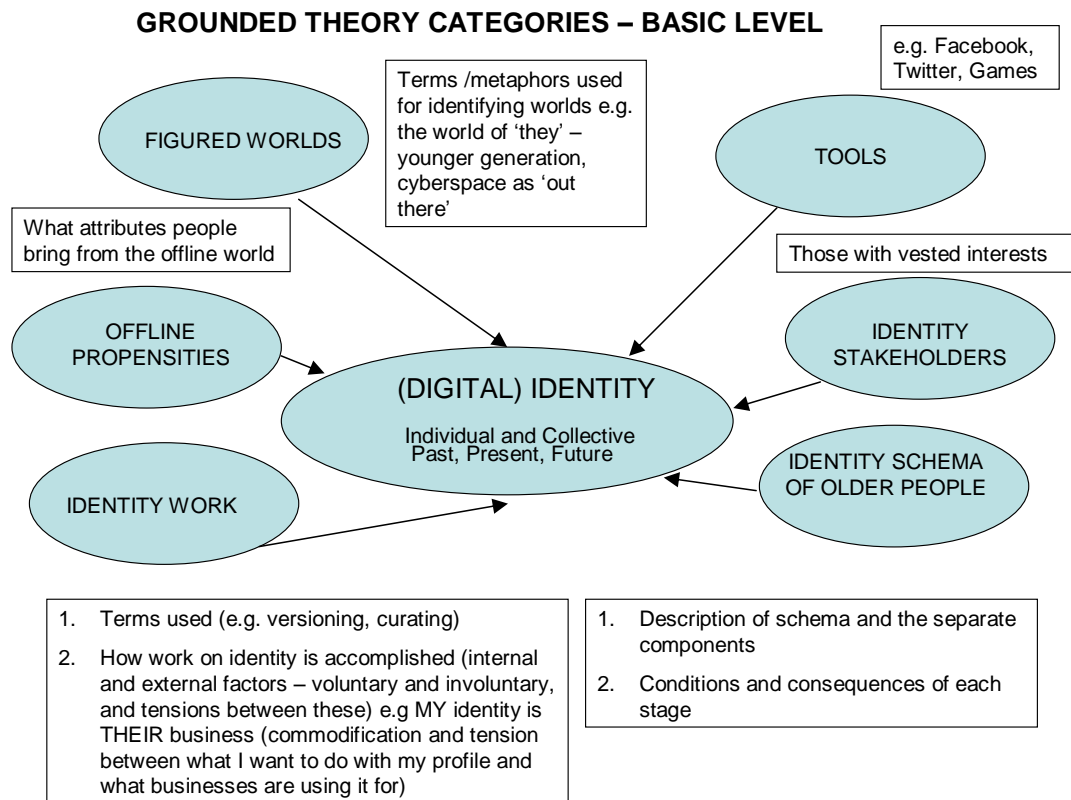 GROUNDED THEORY CATEGORIES – BASIC LEVEL
e.g. Facebook,
Twitter, Games
Terms /metaphors used
for identifying worlds e.g.
the world of ‘they’ –
younger generation,
cyberspace as ‘out
there’
FIGURED WORLDS
TOOLS
What attributes people
bring from the offline world
Those with vested interests
OFFLINE
PROPENSITIES
IDENTITY
STAKEHOLDERS
(DIGITAL) IDENTITY
Individual and Collective
Past, Present, Future
IDENTITY WORK
IDENTITY SCHEMA
OF OLDER PEOPLE
1. Terms used (e.g. versioning, curating)
2. How work on identity is accomplished (internal
and external factors – voluntary and involuntary,
and tensions between these) e.g MY identity is
THEIR business (commodification and tension
between what I want to do with my profile and
what businesses are using it for)
1. Description of schema and the separate
components
2. Conditions and consequences of each
stage